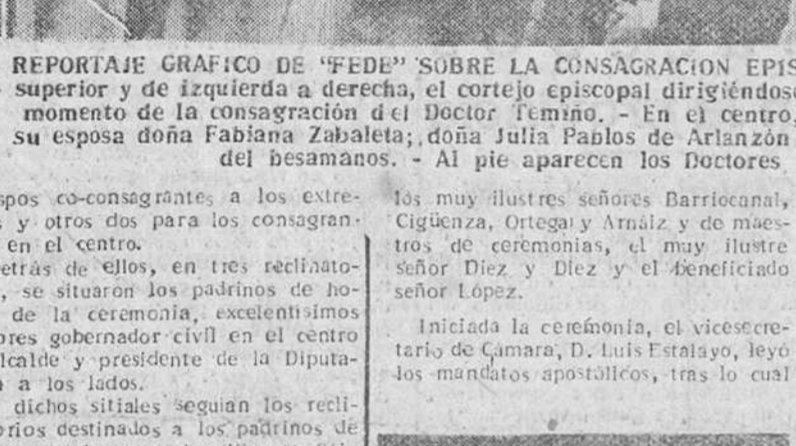 REPORTAJE GRAFICO DE "FEDE" SOBRE LA CONSAGRACION EPIS
superior y de izquierda a derecha, el cortejo episcopal dirigiéndos
momento de la consagración del Doctor Temiño. - En el centro,
su esposa doña Fabiana Zabaleta; doña Julia Pablos de Arlanzón
del besamanos. - Al pie aparecen los Doctores
spos co-consagrantes a los extre-
s y otros dos para los consagran-
en el centro.
etrás de ellos, en tres reclinato-
, se situaron los padrinos de ho-
de la ceremonia, excelentisimos
ores gobernador civil en el centro
lcalde y presidente de la Diputa-
a los lados.
dichos sitiales seguian los recli-
orios destinados a los padrinos de
los muy ilustres señores Barriocanal,
Cigüenza, Ortega y Arnáiz y de maes-
tros de ceremonias, el muy ilustre
señor Diez y Diez y el beneficiado
señor López.
Iniciada la ceremonia, el vicesecre-
tario de Cámara, D. Luis Estalayo, leyó
los mandatos apostólicos, tras lo cual